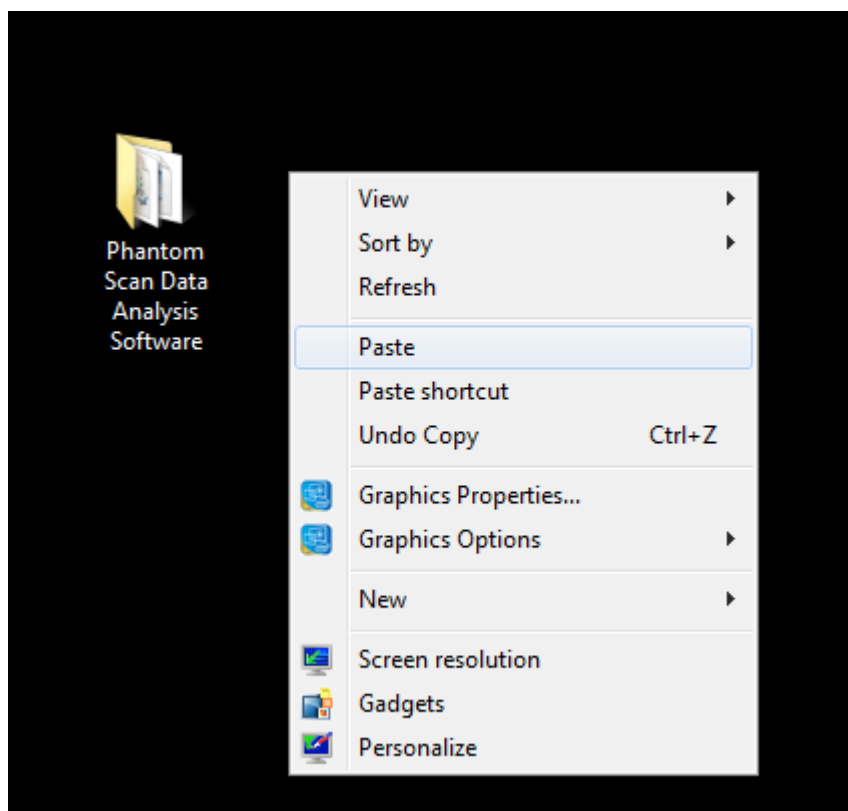 Phantom
Scan Data
Analysis
Software
View
Sort by
Refresh
Paste
Paste shortcut
Undo Copy Ctrl+Z
Graphics Properties...
Graphics Options
New
Screen resolution
Gadgets
Personalize